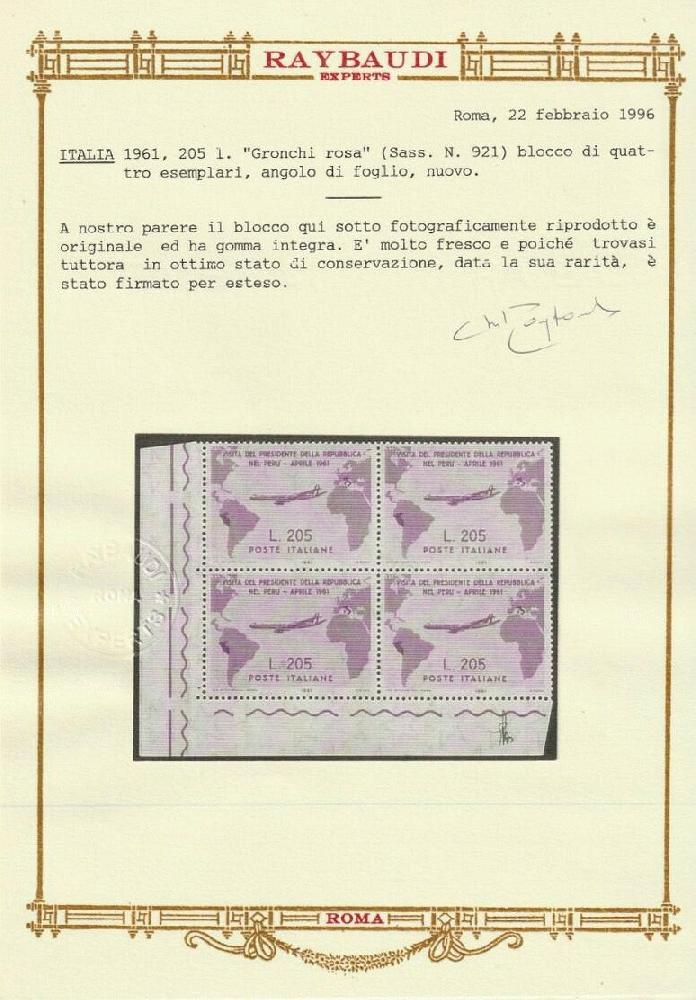 RAYBAUDI
EXPERTS
Roma, 22 febbraio 1996
ITALIA 1961, 205 l. "Gronchi rosa" (Sass. N. 921) blocco di quat-
tro esemplari, angolo di foglio, nuovo.
A nostro parere il blocco qui sotto fotograficamente riprodotto è
originale ed ha gomma integra. E' molto fresco e poiché trovasi
tuttora in ottimo stato di conservazione, data la sua rarità, è
stato firmato per esteso.
VISITA DEL PRESIDENTE DELLA REPUBBLICA
NEL PERU' - APRILE 1961
L. 205
POSTE ITALIANE
1961
VISITA DEL PRESIDENTE DELLA REPUBBLICA
NEL PERU' - APRILE 1961
L. 205
POSTE ITALIANE
1961
VISITA DEL PRESIDENTE DELLA REPUBBLICA
NEL PERU' - APRILE 1961
L. 205
POSTE ITALIANE
1961
VISITA DEL PRESIDENTE DELLA REPUBBLICA
NEL PERU' - APRILE 1961
L. 205
POSTE ITALIANE
1961
ROMA